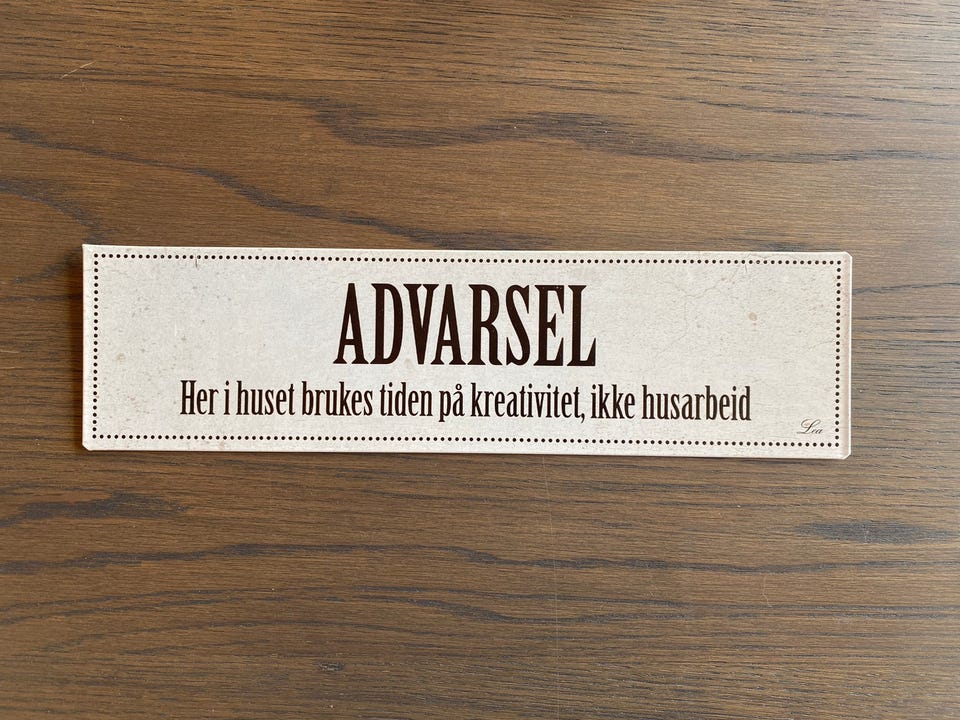 ADVARSEL
Her i huset brukes tiden på kreativitet, ikke husarbeid
Lea